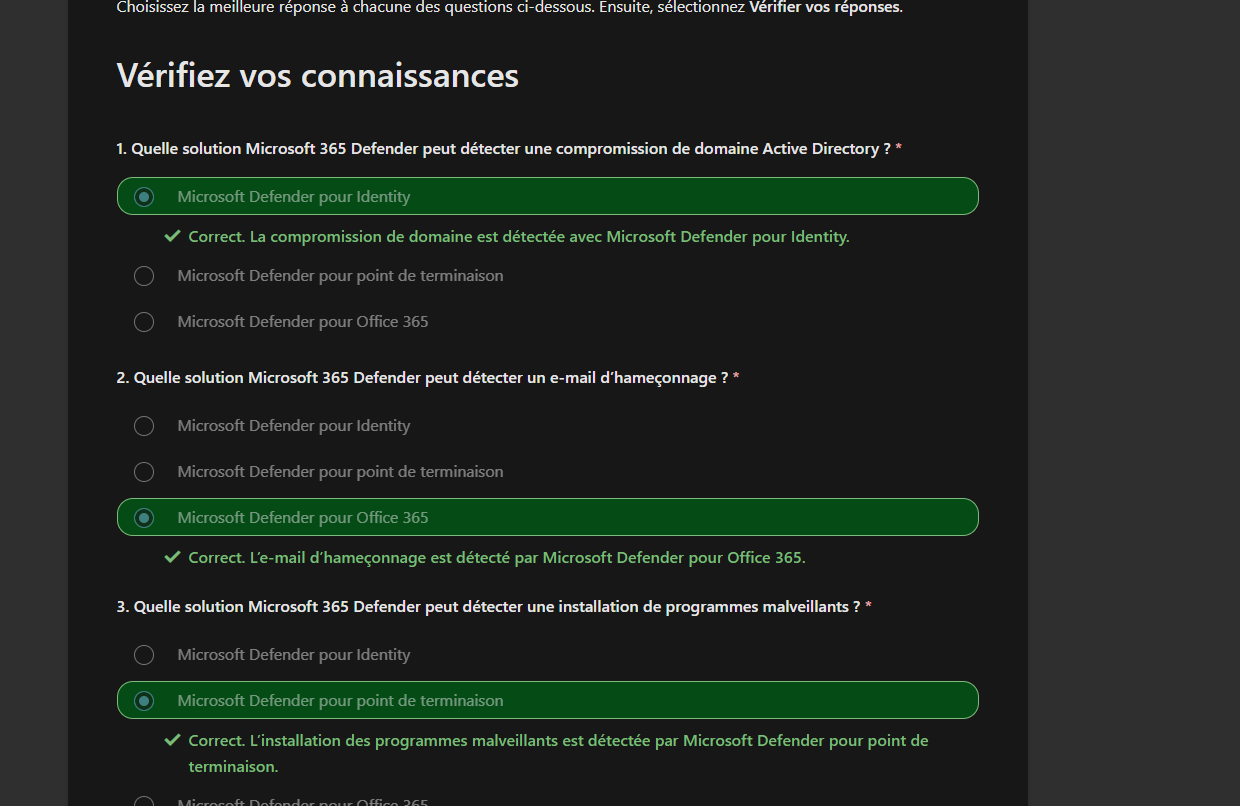 Choisissez la meilleure réponse à chacune des questions ci-dessous. Ensuite, sélectionnez Vérifier vos réponses.
Vérifiez vos connaissances
1. Quelle solution Microsoft 365 Defender peut détecter une compromission de domaine Active Directory ? *
Microsoft Defender pour Identity
Correct. La compromission de domaine est détectée avec Microsoft Defender pour Identity.
Microsoft Defender pour point de terminaison
Microsoft Defender pour Office 365
2. Quelle solution Microsoft 365 Defender peut détecter un e-mail d’hameçonnage ? *
Microsoft Defender pour Identity
Microsoft Defender pour point de terminaison
Microsoft Defender pour Office 365
Correct. L’e-mail d’hameçonnage est détecté par Microsoft Defender pour Office 365.
3. Quelle solution Microsoft 365 Defender peut détecter une installation de programmes malveillants ? *
Microsoft Defender pour Identity
Microsoft Defender pour point de terminaison
Correct. L’installation des programmes malveillants est détectée par Microsoft Defender pour point de
terminaison.
Microsoft Defender pour Office 365